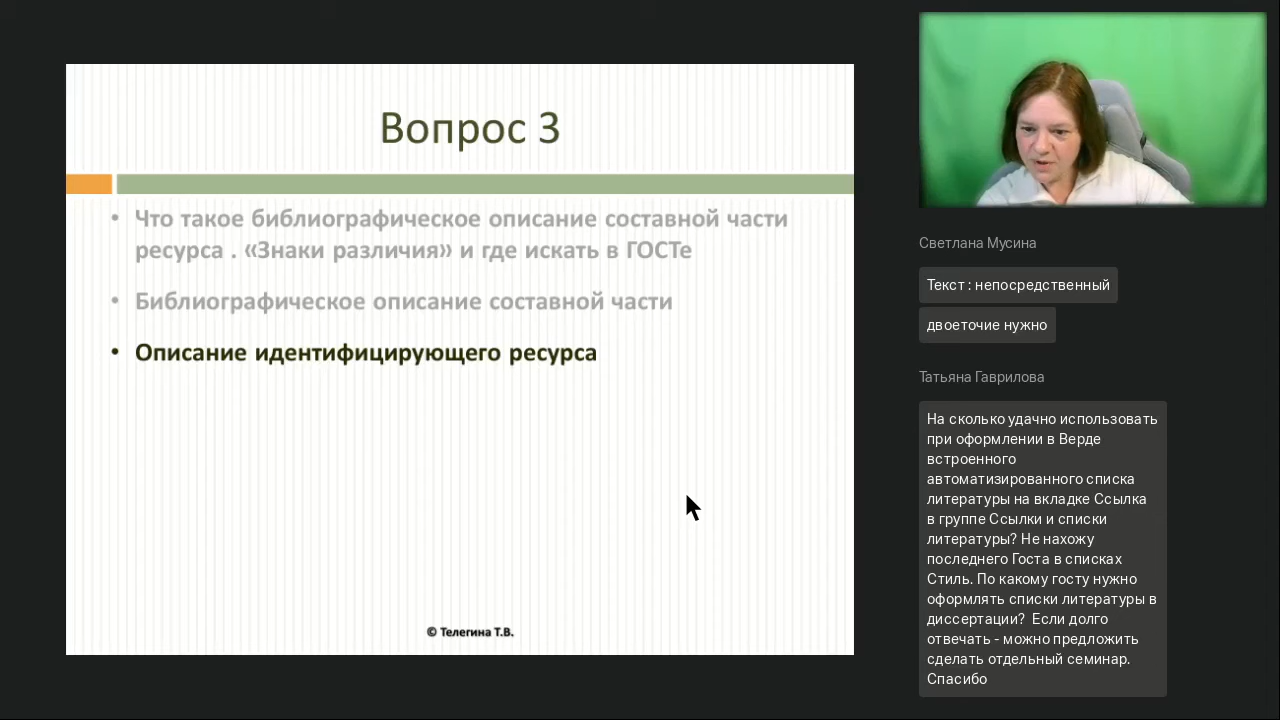 Вопрос 3
• Что такое библиографическое описание составной части
ресурса . «Знаки различия» и где искать в ГОСТе
• Библиографическое описание составной части
• Описание идентифицирующего ресурса
© Телегина Т.В.
Светлана Мусина
Текст : непосредственный
двоеточие нужно
Татьяна Гаврилова
На сколько удачно использовать
при оформлении в Верде
встроенного
автоматизированного списка
литературы на вкладке Ссылка
в группе Ссылки и списки
литературы? Не нахожу
последнего Госта в списках
Стиль. По какому госту нужно
оформлять списки литературы в
диссертации? Если долго
отвечать - можно предложить
сделать отдельный семинар.
Спасибо